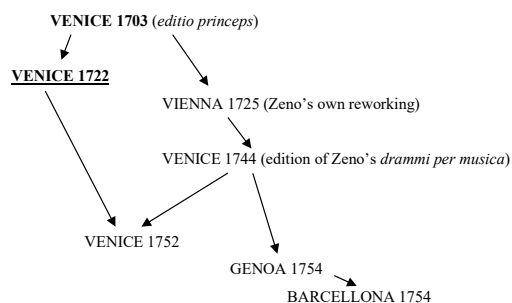 VENICE 1703 (editio princeps)
VENICE 1722
VIENNA 1725 (Zeno's own reworking)
VENICE 1744 (edition of Zeno's drammi per musica)
VENICE 1752
GENOA 1754
BARCELLONA 1754